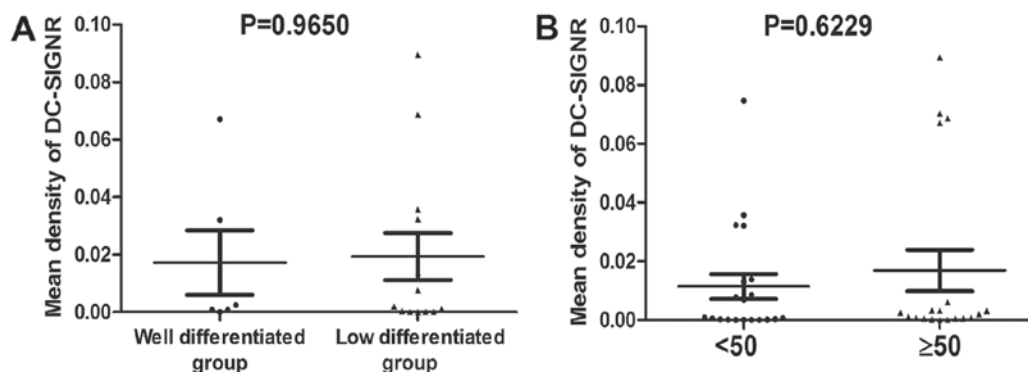 A
P=0.9650
Mean density of DC-SIGNR
0.10
0.08
0.06
0.04
0.02
0.00
Well differentiated group
Low differentiated group
B
P=0.6229
Mean density of DC-SIGNR
0.10
0.08
0.06
0.04
0.02
0.00
<50
≥50